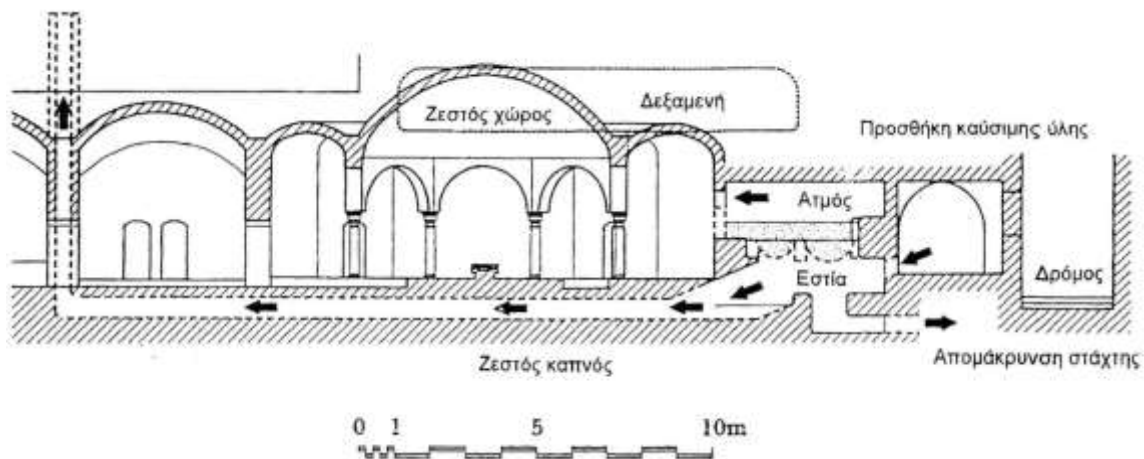 Ζεστός χώρος
Δεξαμενή
Προσθήκη καύσιμης ύλης
Ατμός
Εστία
Δρόμος
Ζεστός καπνός
Απομάκρυνση στάχτης
0 1 5 10m